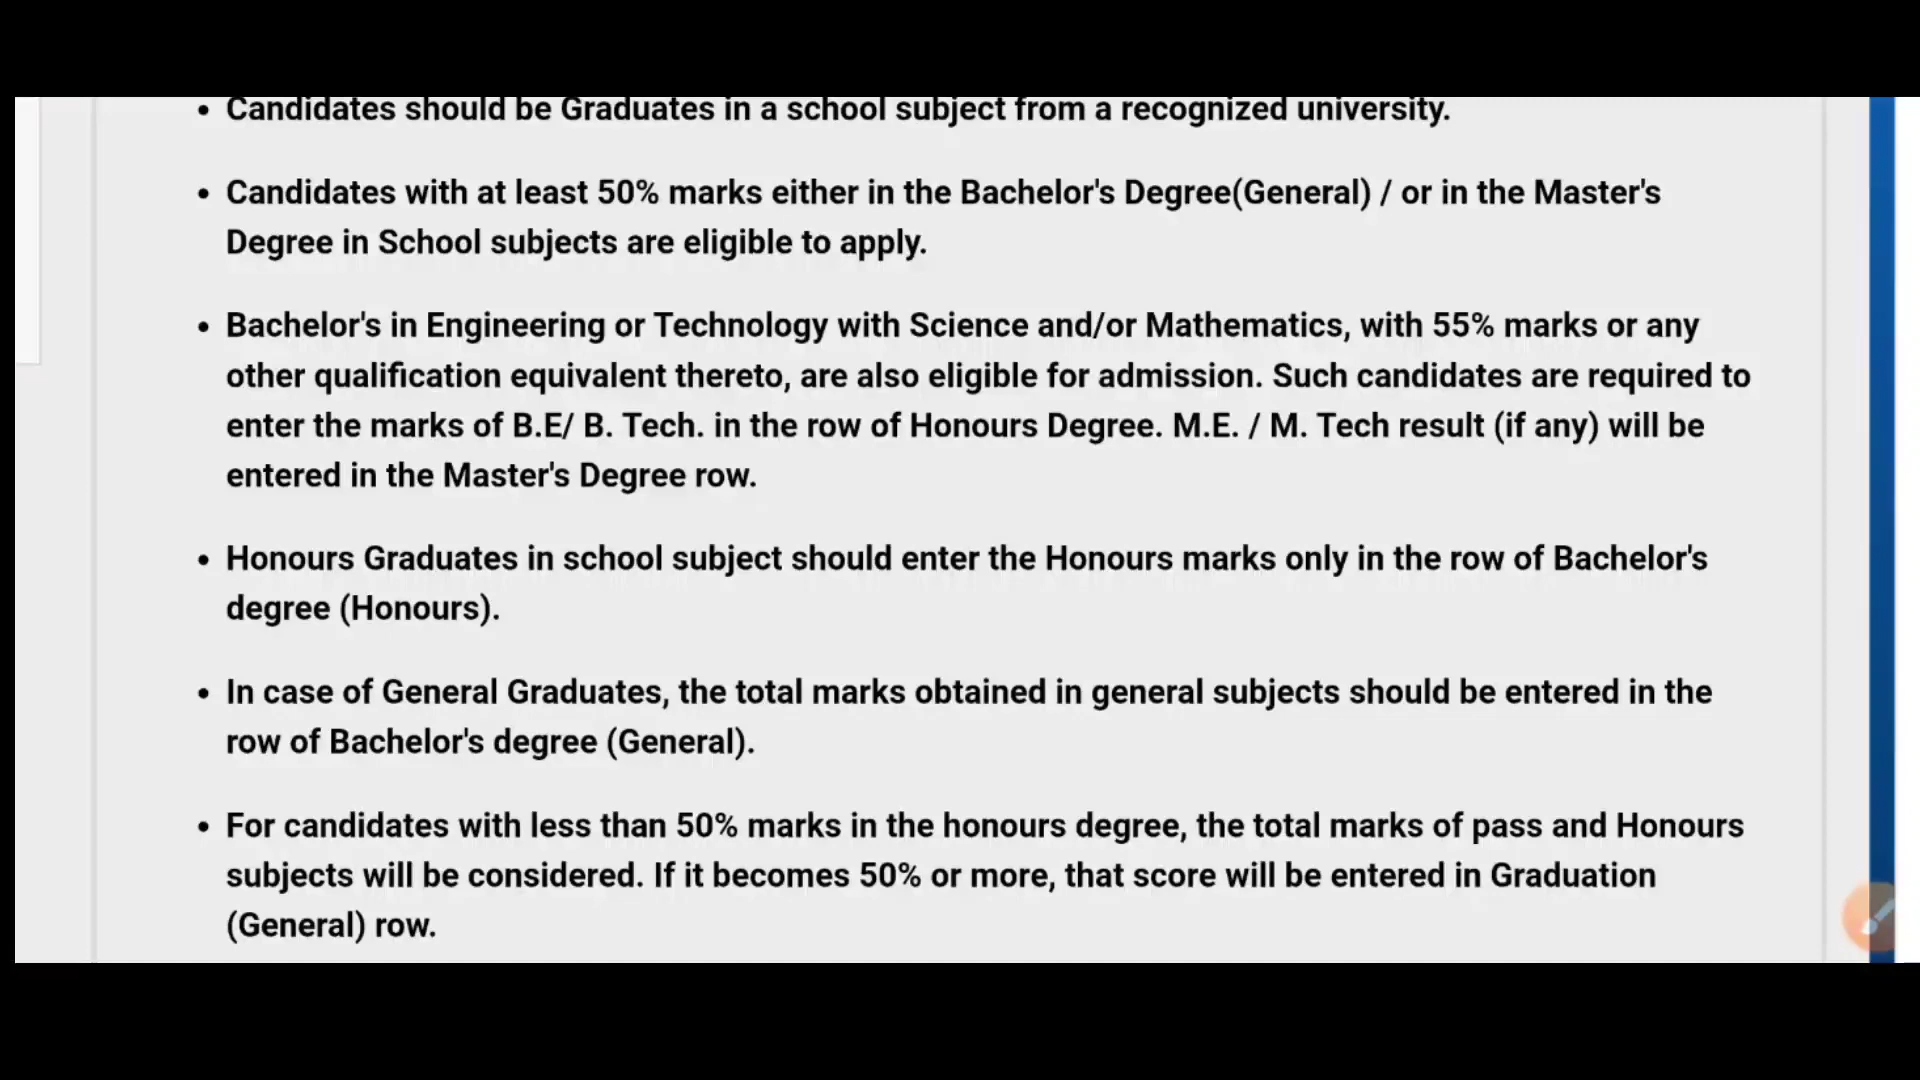 • Candidates should be Graduates in a school subject from a recognized university.
• Candidates with at least 50% marks either in the Bachelor's Degree(General) / or in the Master's
Degree in School subjects are eligible to apply.
• Bachelor's in Engineering or Technology with Science and/or Mathematics, with 55% marks or any
other qualification equivalent thereto, are also eligible for admission. Such candidates are required to
enter the marks of B.E/ B. Tech. in the row of Honours Degree. M.E. / M. Tech result (if any) will be
entered in the Master's Degree row.
• Honours Graduates in school subject should enter the Honours marks only in the row of Bachelor's
degree (Honours).
• In case of General Graduates, the total marks obtained in general subjects should be entered in the
row of Bachelor's degree (General).
• For candidates with less than 50% marks in the honours degree, the total marks of pass and Honours
subjects will be considered. If it becomes 50% or more, that score will be entered in Graduation
(General) row.